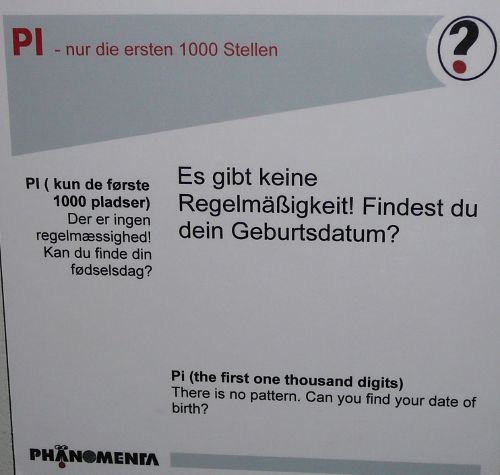 PI - nur die ersten 1000 Stellen
?
PI ( kun de første
1000 pladser)
Der er ingen
regelmæssighed!
Kan du finde din
fødselsdag?
Es gibt keine
Regelmäßigkeit! Findest du
dein Geburtsdatum?
Pi (the first one thousand digits)
There is no pattern. Can you find your date of
birth?
PHÄNOMENTA